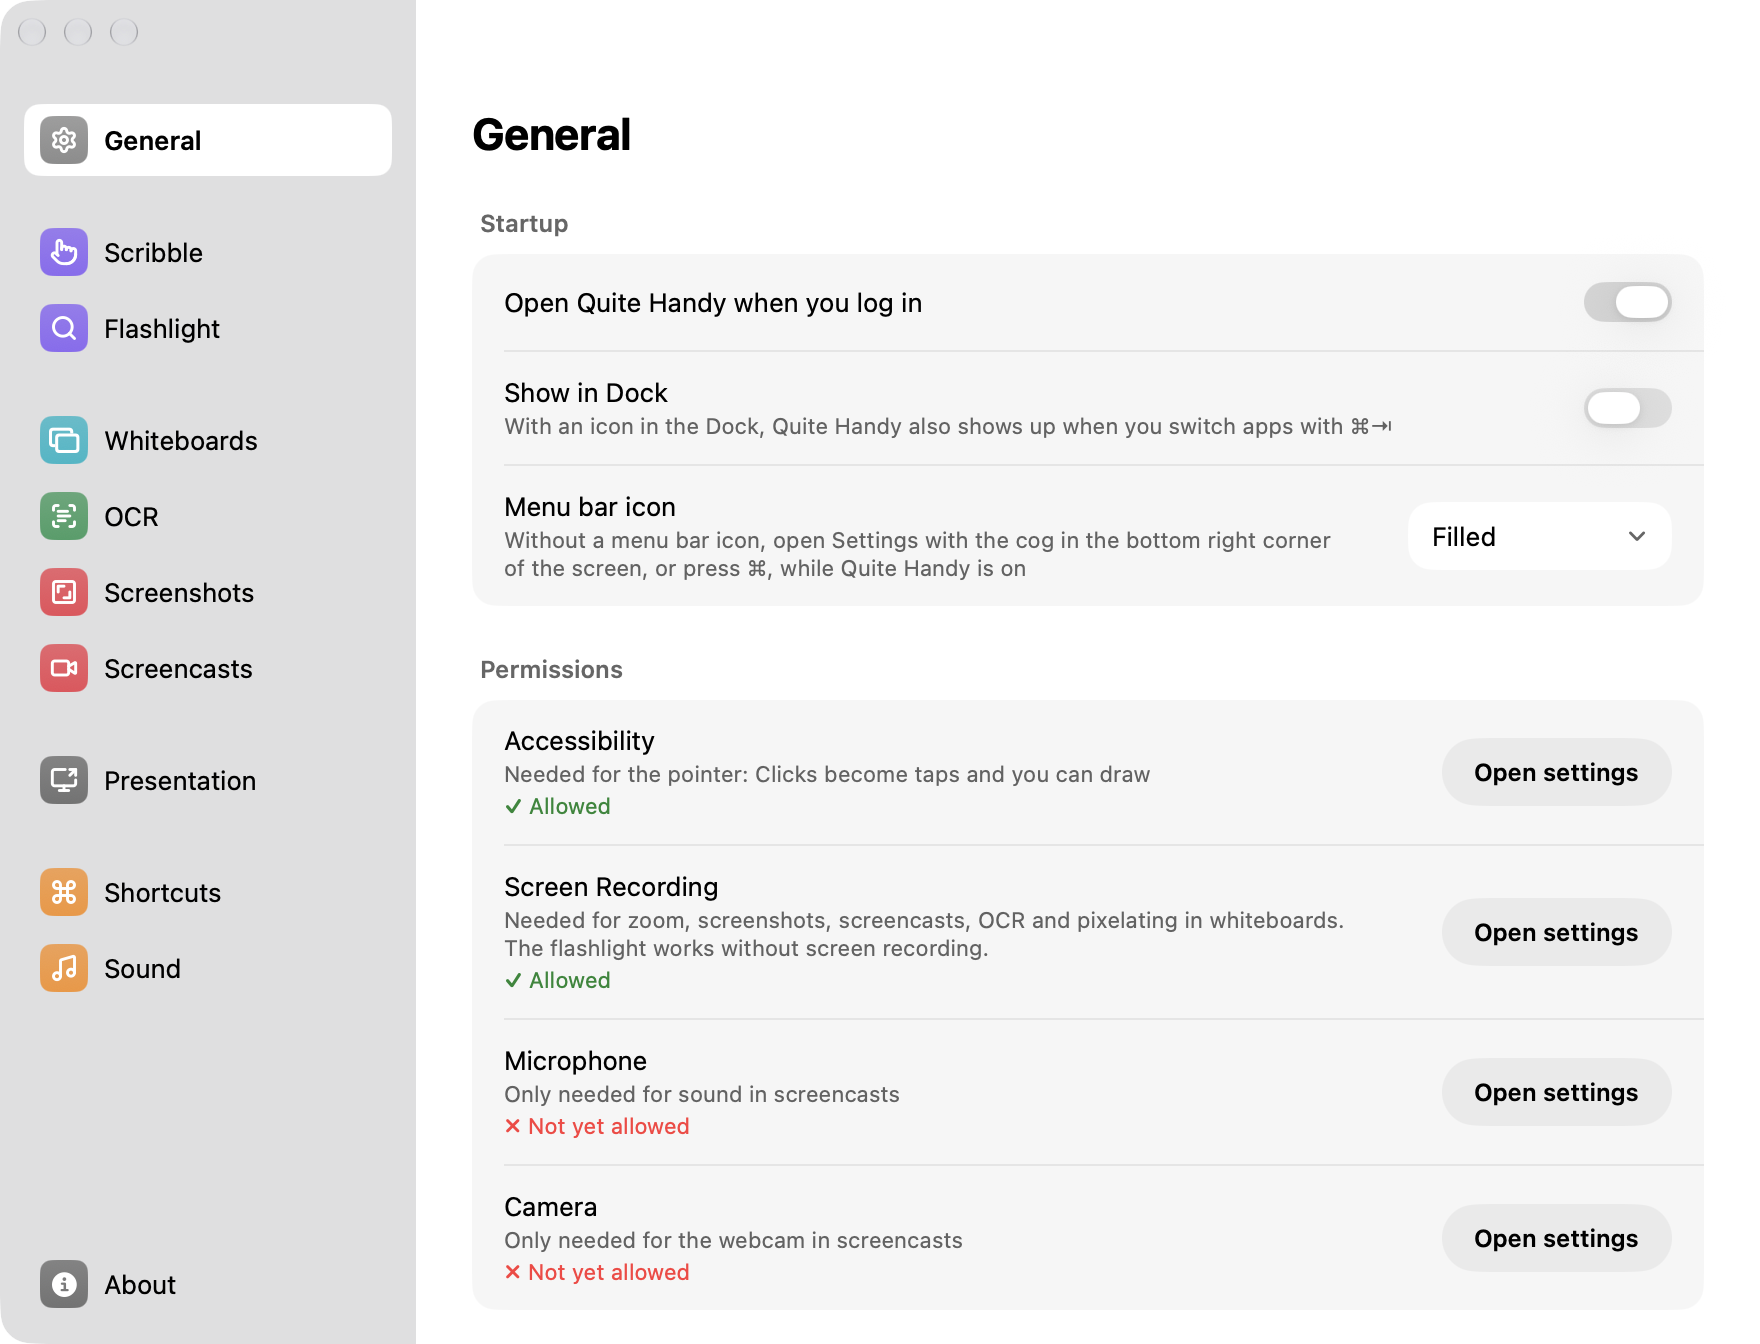 General
Scribble
Flashlight
Whiteboards
OCR
Screenshots
Screencasts
Presentation
Shortcuts
Sound
About
General
Startup
Open Quite Handy when you log in
Show in Dock
With an icon in the Dock, Quite Handy also shows up when you switch apps with ⌘⇥
Menu bar icon
Without a menu bar icon, open Settings with the cog in the bottom right corner
of the screen, or press ⌘, while Quite Handy is on
Filled
Permissions
Accessibility
Needed for the pointer: Clicks become taps and you can draw
✓ Allowed
Open settings
Screen Recording
Needed for zoom, screenshots, screencasts, OCR and pixelating in whiteboards.
The flashlight works without screen recording.
✓ Allowed
Open settings
Microphone
Only needed for sound in screencasts
✕ Not yet allowed
Open settings
Camera
Only needed for the webcam in screencasts
✕ Not yet allowed
Open settings